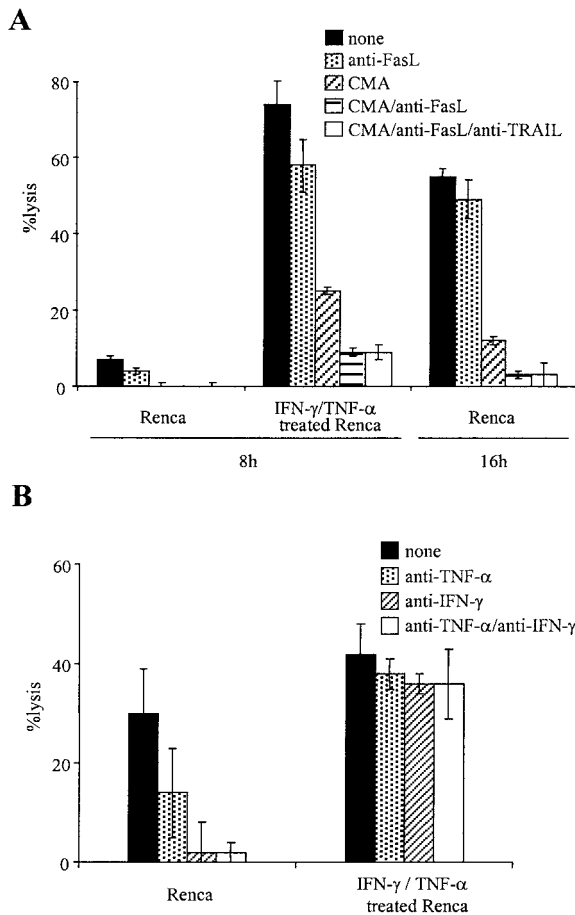 A
none
anti-FasL
CMA
CMA/anti-FasL
CMA/anti-FasL/anti-TRAIL
80
60
40
20
0
%lysis
Renca
IFN-γ/TNF-α
treated Renca
Renca
8h
16h
B
none
anti-TNF-α
anti-IFN-γ
anti-TNF-α/anti-IFN-γ
60
40
20
0
%lysis
Renca
IFN-γ / TNF-α
treated Renca